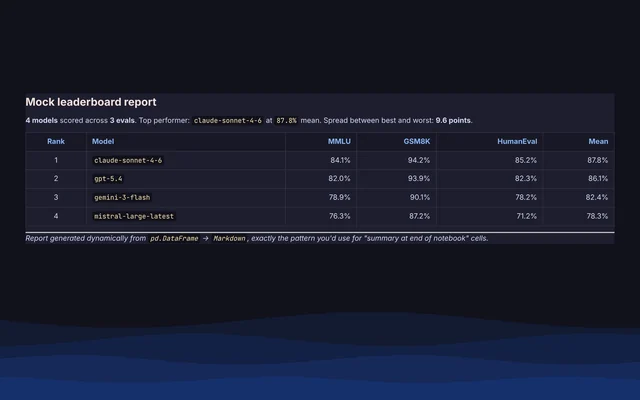 Mock leaderboard report
4 models scored across 3 evals. Top performer: claude-sonnet-4-6 at 87.8% mean. Spread between best and worst: 9.6 points.
Rank Model MMLU GSM8K HumanEval Mean
1 claude-sonnet-4-6 84.1% 94.2% 85.2% 87.8%
2 gpt-5.4 82.0% 93.9% 82.3% 86.1%
3 gemini-3-flash 78.9% 90.1% 78.2% 82.4%
4 mistral-large-latest 76.3% 87.2% 71.2% 78.3%
Report generated dynamically from pd.DataFrame → Markdown, exactly the pattern you'd use for "summary at end of notebook" cells.